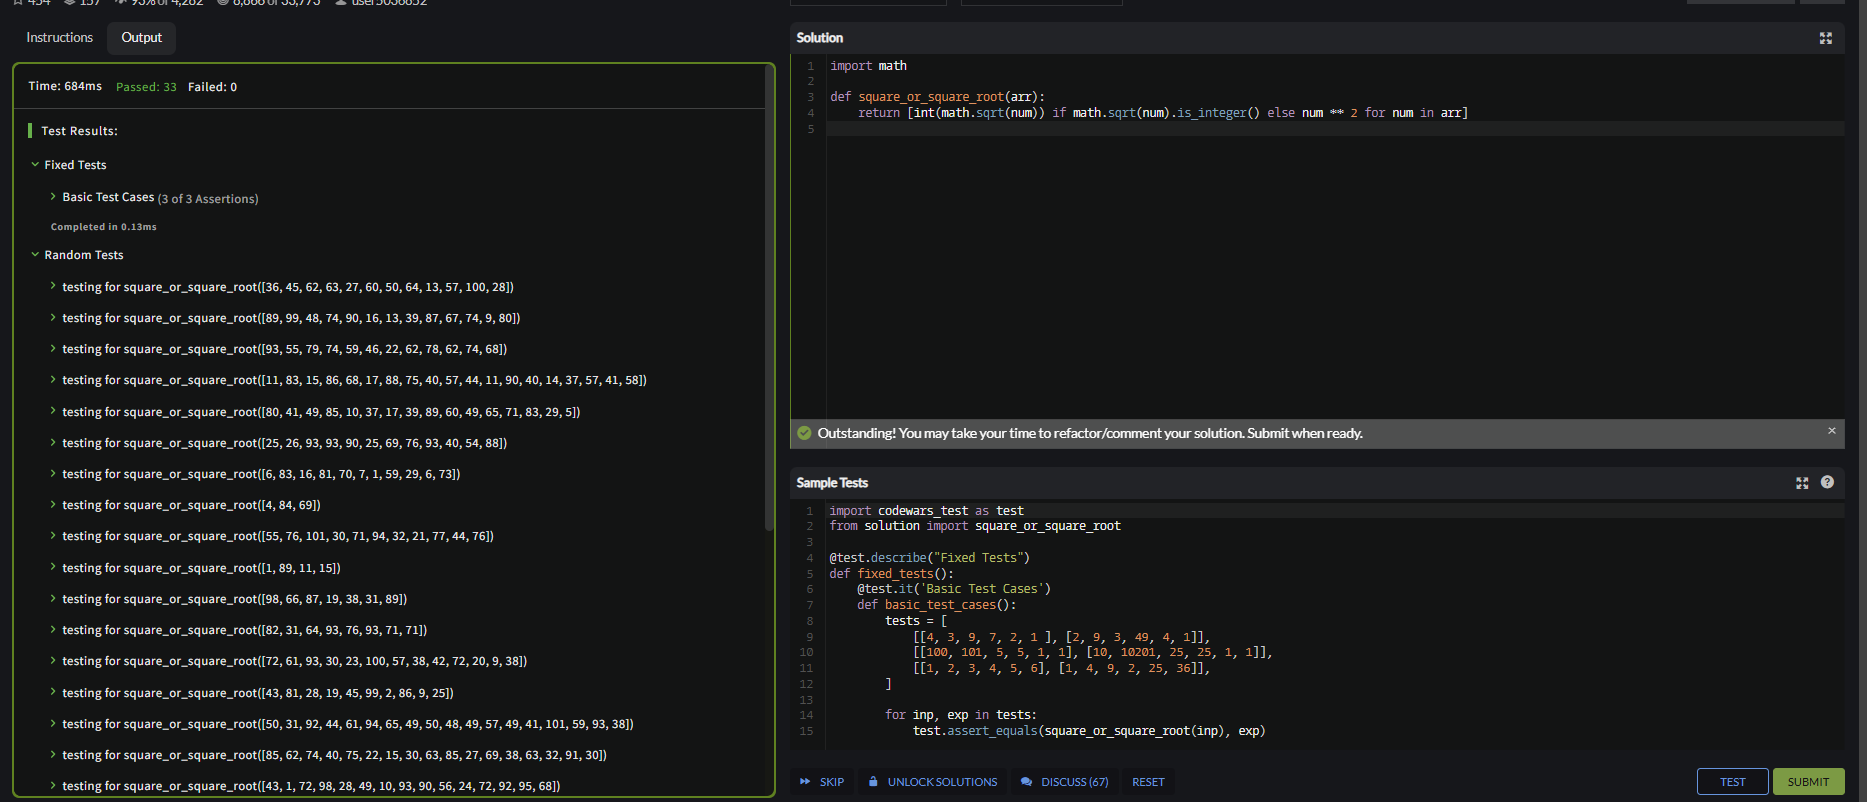 454 157 93% of 4,282 6,866 of 33,773 user5036852
Instructions Output
Time: 684ms Passed: 33 Failed: 0
Test Results:
Fixed Tests
Basic Test Cases (3 of 3 Assertions)
Completed in 0.13ms
Random Tests
testing for square_or_square_root([36, 45, 62, 63, 27, 60, 50, 64, 13, 57, 100, 28])
testing for square_or_square_root([89, 99, 48, 74, 90, 16, 13, 39, 87, 67, 74, 9, 80])
testing for square_or_square_root([93, 55, 79, 74, 59, 46, 22, 62, 78, 62, 74, 68])
testing for square_or_square_root([11, 83, 15, 86, 68, 17, 88, 75, 40, 57, 44, 11, 90, 40, 14, 37, 57, 41, 58])
testing for square_or_square_root([80, 41, 49, 85, 10, 37, 17, 39, 89, 60, 49, 65, 71, 83, 29, 5])
testing for square_or_square_root([25, 26, 93, 93, 90, 25, 69, 76, 93, 40, 54, 88])
testing for square_or_square_root([6, 83, 16, 81, 70, 7, 1, 59, 29, 6, 73])
testing for square_or_square_root([4, 84, 69])
testing for square_or_square_root([55, 76, 101, 30, 71, 94, 32, 21, 77, 44, 76])
testing for square_or_square_root([1, 89, 11, 15])
testing for square_or_square_root([98, 66, 87, 19, 38, 31, 89])
testing for square_or_square_root([82, 31, 64, 93, 76, 93, 71, 71])
testing for square_or_square_root([72, 61, 93, 30, 23, 100, 57, 38, 42, 72, 20, 9, 38])
testing for square_or_square_root([43, 81, 28, 19, 45, 99, 2, 86, 9, 25])
testing for square_or_square_root([50, 31, 92, 44, 61, 94, 65, 49, 50, 48, 49, 57, 49, 41, 101, 59, 93, 38])
testing for square_or_square_root([85, 62, 74, 40, 75, 22, 15, 30, 63, 85, 27, 69, 38, 63, 32, 91, 30])
testing for square_or_square_root([43, 1, 72, 98, 28, 49, 10, 93, 90, 56, 24, 72, 92, 95, 68])
Solution
1 import math
2
3 def square_or_square_root(arr):
4 return [int(math.sqrt(num)) if math.sqrt(num).is_integer() else num ** 2 for num in arr]
5
Outstanding! You may take your time to refactor/comment your solution. Submit when ready.
Sample Tests
1 import codewars_test as test
2 from solution import square_or_square_root
3
4 @test.describe("Fixed Tests")
5 def fixed_tests():
6 @test.it('Basic Test Cases')
7 def basic_test_cases():
8 tests = [
9 [[4, 3, 9, 7, 2, 1 ], [2, 9, 3, 49, 4, 1]],
10 [[100, 101, 5, 5, 1, 1], [10, 10201, 25, 25, 1, 1]],
11 [[1, 2, 3, 4, 5, 6], [1, 4, 9, 2, 25, 36]],
12 ]
13
14 for inp, exp in tests:
15 test.assert_equals(square_or_square_root(inp), exp)
SKIP UNLOCK SOLUTIONS DISCUSS (67) RESET TEST SUBMIT